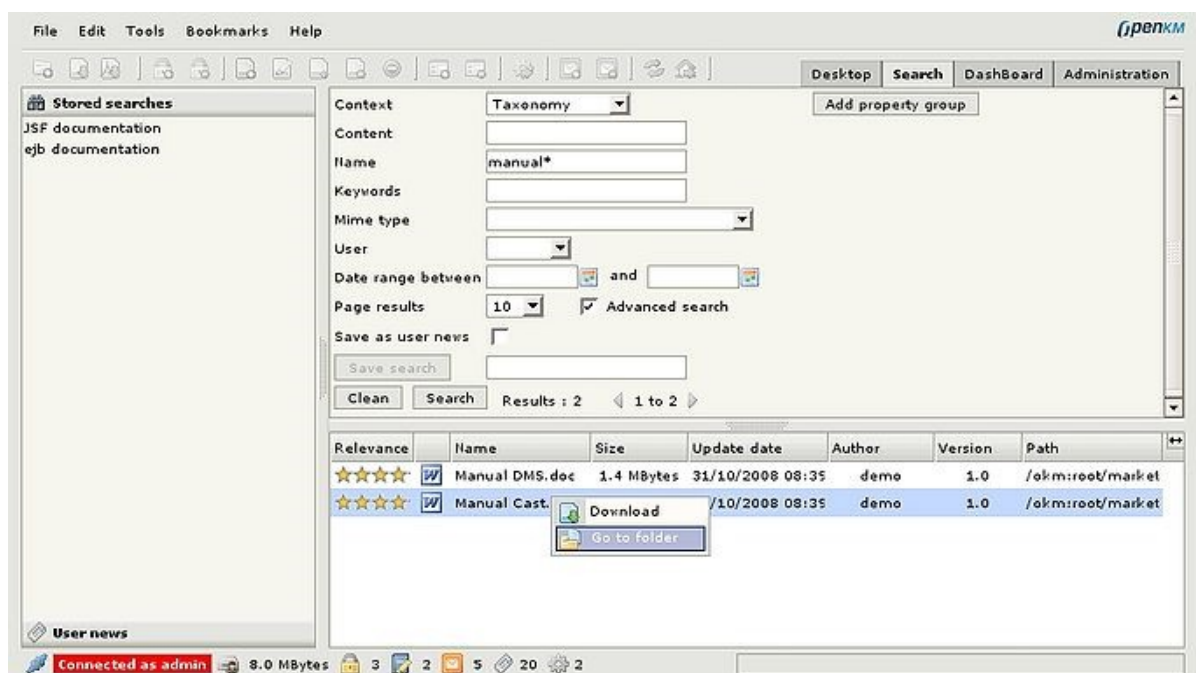 File Edit Tools Bookmarks Help
OpenKM
Desktop Search DashBoard Administration
Stored searches
JSF documentation
ejb documentation
Context Taxonomy Add property group
Content
Name manual*
Keywords
Mime type
User
Date range between and
Page results 10 Advanced search
Save as user news
Save search
Clean Search Results : 2 1 to 2
Relevance Name Size Update date Author Version Path
Manual DMS.doc 1.4 MBytes 31/10/2008 08:35 demo 1.0 /okm:root/market
Manual Cast. /10/2008 08:35 demo 1.0 /okm:root/market
Download
Go to folder
User news
Connected as admin 8.0 MBytes 3 2 5 20 2